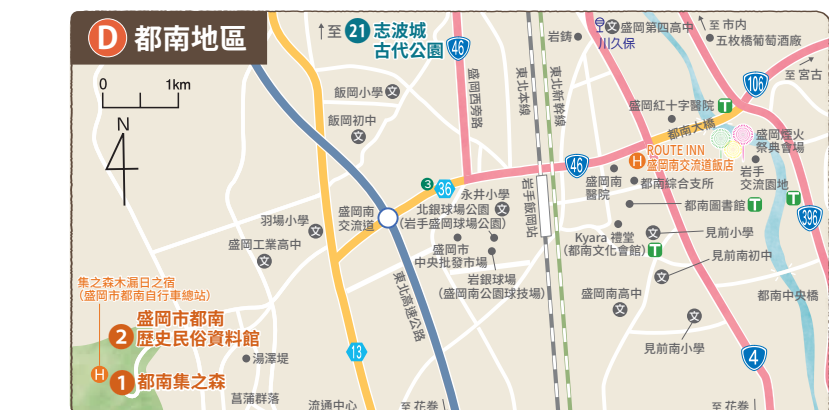 D 都南地區
↑至 21 志波城
古代公園
46
岩鋳
盛岡第四高中
川久保
至市内
五枚橋葡萄酒廠
至宮古
0 1km
N
飯岡小學 文
飯岡初中
文
盛岡西旁路
東北本線
東北新幹線
106
盛岡紅十字醫院 T
都南大橋
盛岡煙火
祭典會場
ROUTE INN
H 盛岡南交流道飯店
46
岩手
交流園地
3 36
永井小學
文
盛岡南
醫院
都南綜合支所
岩手飯岡站
都南圖書館 T
T
396
羽場小學 文
盛岡南
交流道
北銀球場公園
(岩手盛岡球場公園)
盛岡工業高中
文
盛岡市
中央批發市場
Kyara 禮堂
(都南文化會館) T
見前小學
文
見前南初中
文
岩銀球場
(盛岡南公園球技場)
東北高速公路
盛岡南高中
文
都南中央橋
集之森木漏日之宿
(盛岡市都南自行車總站)
2 盛岡市都南
歷史民俗資料館
文
見前南小學
湯澤堤
13
4
H
1 都南集之森
菖蒲群落
流通中心
至花巻
至花巻